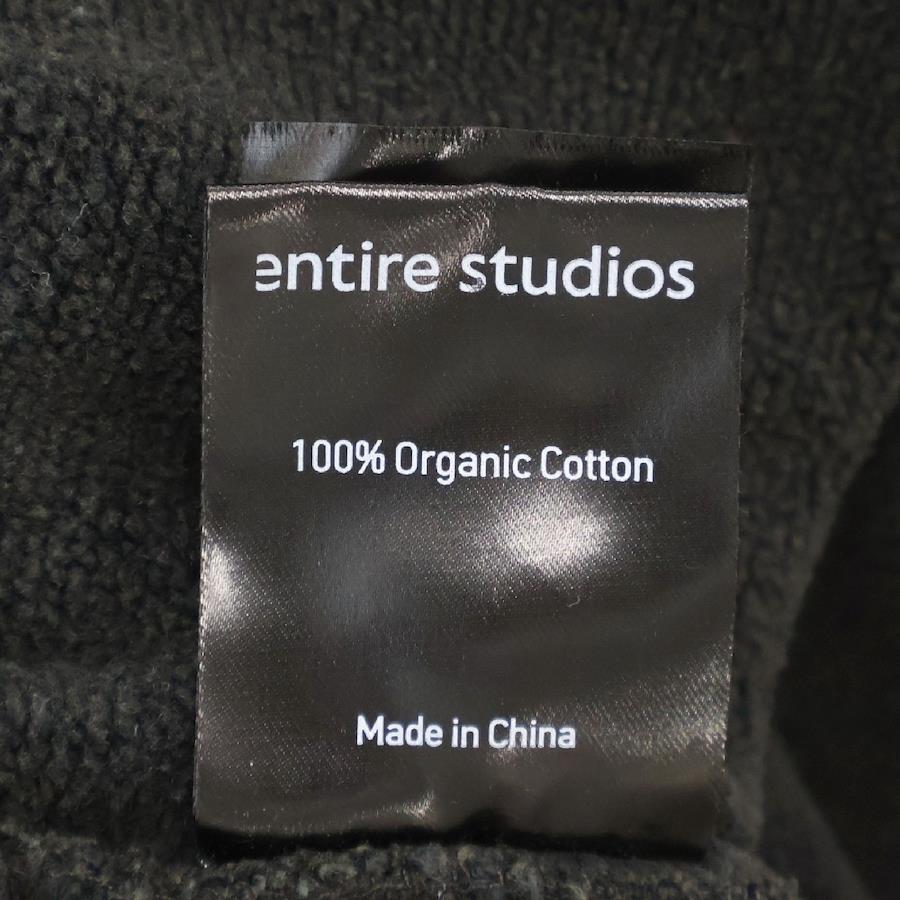 entire studios
100% Organic Cotton
Made in China